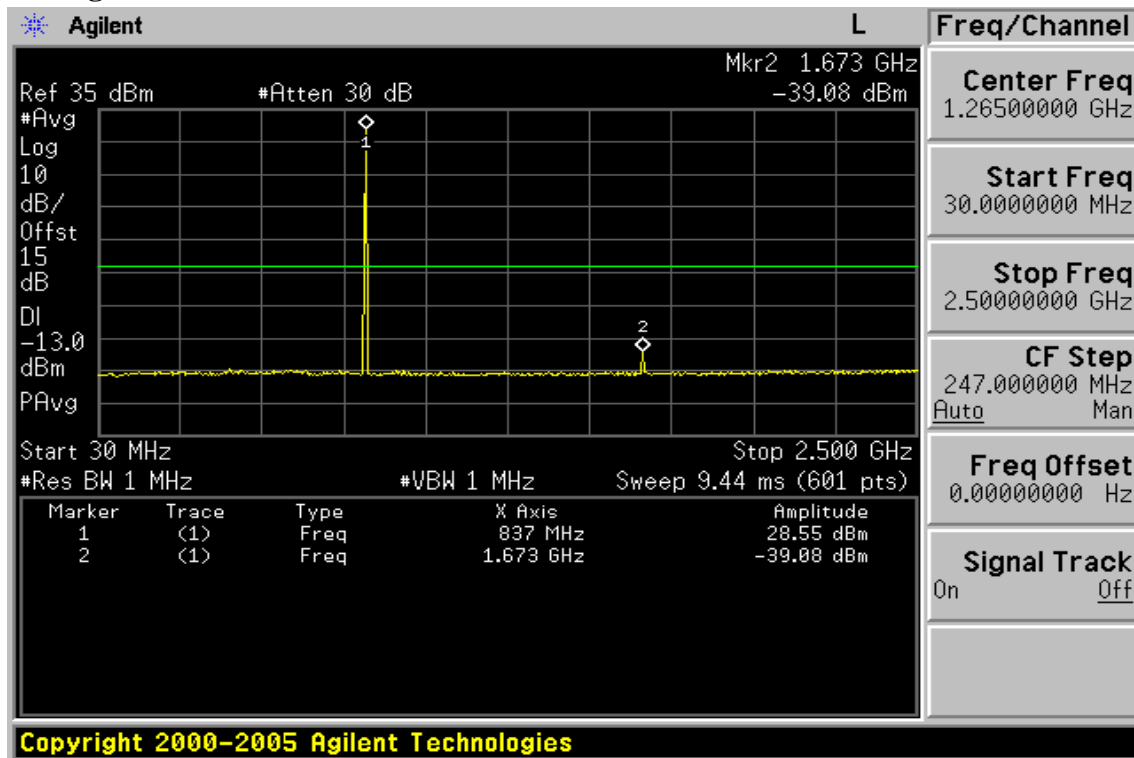 Agilent L
Mkr2 1.673 GHz
Ref 35 dBm #Atten 30 dB -39.08 dBm
#Avg
Log
10
dB/
Offst
15
dB
DI
-13.0
dBm
PAvg
1
2
Start 30 MHz Stop 2.500 GHz
#Res BW 1 MHz #VBW 1 MHz Sweep 9.44 ms (601 pts)
Marker Trace Type X Axis Amplitude
1 (1) Freq 837 MHz 28.55 dBm
2 (1) Freq 1.673 GHz -39.08 dBm
Freq/Channel
Center Freq
1.26500000 GHz
Start Freq
30.0000000 MHz
Stop Freq
2.50000000 GHz
CF Step
247.000000 MHz
Auto Man
Freq Offset
0.00000000 Hz
Signal Track
On Off
Copyright 2000-2005 Agilent Technologies